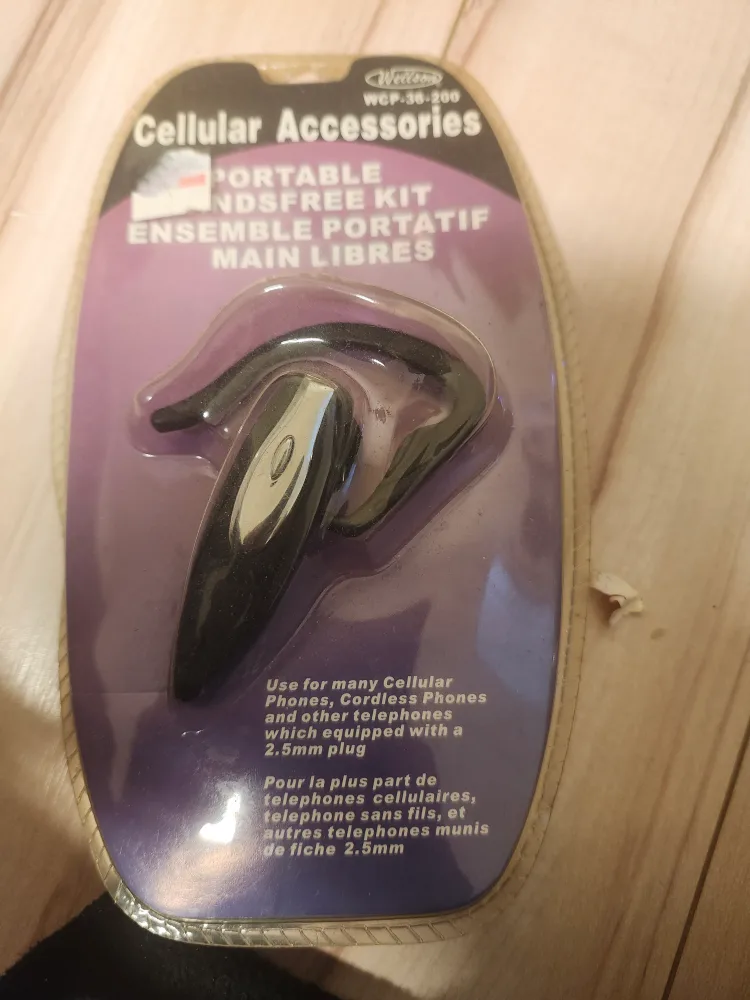 Wellson
WCP-36-200
Cellular Accessories
PORTABLE
NDSFREE KIT
ENSEMBLE PORTATIF
MAIN LIBRES
Use for many Cellular
Phones, Cordless Phones
and other telephones
which equipped with a
2.5mm plug
Pour la plus part de
telephones cellulaires,
telephone sans fils, et
autres telephones munis
de fiche 2.5mm